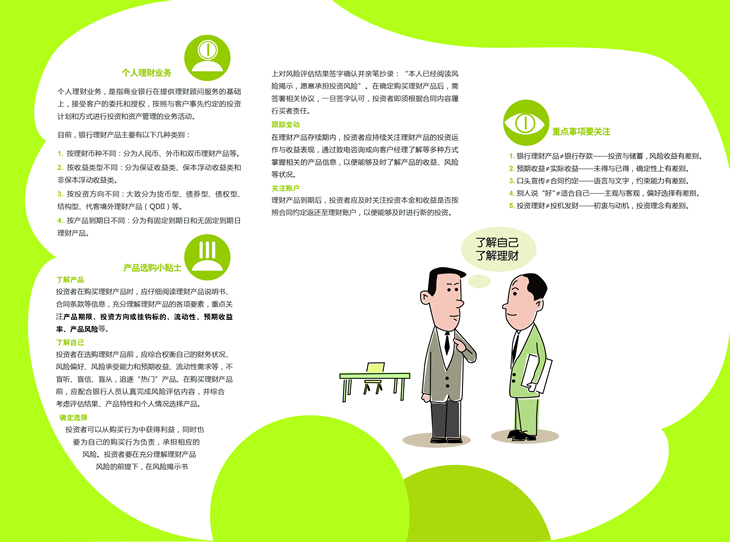 个人理财业务
个人理财业务，是指商业银行在提供理财顾问服务的基础
上，接受客户的委托和授权，按照与客户事先约定的投资
计划和方式进行投资和资产管理的业务活动。
目前，银行理财产品主要有以下几种类别：
1. 按理财币种不同：分为人民币、外币和双币理财产品等。
2. 按收益类型不同：分为保证收益类、保本浮动收益类和
非保本浮动收益类。
3. 按投资方向不同：大致分为货币型、债券型、债权型、
结构型、代客境外理财产品（QDII）等。
4. 按产品到期日不同：分为有固定到期日和无固定到期日
理财产品。
产品选购小贴士
了解产品
投资者在购买理财产品时，应仔细阅读理财产品说明书、
合同条款等信息，充分理解理财产品的各项要素，重点关
注产品期限、投资方向或挂钩标的、流动性、预期收益
率、产品风险等。
了解自己
投资者在选购理财产品前，应综合权衡自己的财务状况、
风险偏好、风险承受能力和预期收益、流动性需求等，不
盲听、盲信、盲从，追逐“热门”产品。在购买理财产品
前，应配合银行人员认真完成风险评估内容，并综合
考虑评估结果、产品特性和个人情况选择产品。
确定选择
投资者可以从购买行为中获得利益，同时也
要为自己的购买行为负责，承担相应的
风险。投资者要在充分理解理财产品
风险的前提下，在风险揭示书
上对风险评估结果签字确认并亲笔抄录：“本人已经阅读风
险揭示，愿意承担投资风险”。在确定购买理财产品后，需
签署相关协议，一旦签字认可，投资者即须根据合同内容履
行买者责任。
跟踪变动
在理财产品存续期内，投资者应持续关注理财产品的投资运
作与收益表现，通过致电咨询或向客户经理了解等多种方式
掌握相关的产品信息，以便能够及时了解产品的收益、风险
等状况。
关注账户
理财产品到期后，投资者应及时关注投资本金和收益是否按
照合同约定返还至理财账户，以便能够及时进行新的投资。
重点事项要关注
1. 银行理财产品≠银行存款——投资与储蓄，风险收益有差别。
2. 预期收益≠实际收益——未得与已得，确定性上有差别。
3. 口头宣传≠合同约定——语言与文字，约束能力有差别。
4. 别人说“好”≠适合自己——主观与客观，偏好选择有差别。
5. 投资理财≠投机发财——初衷与动机，投资理念有差别。
了解自己
了解理财